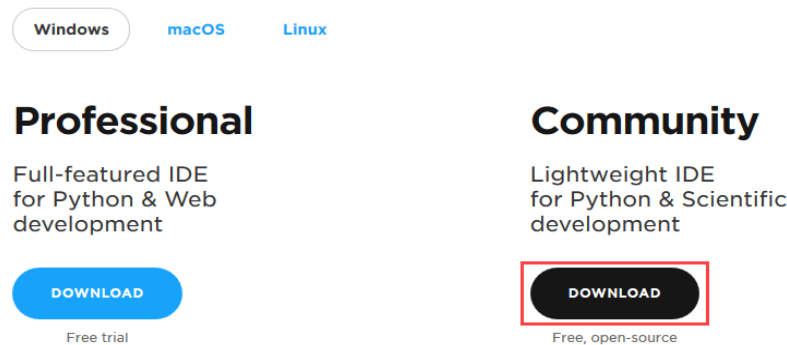 Windows macOS Linux
Professional
Full-featured IDE
for Python & Web
development
DOWNLOAD
Free trial
Community
Lightweight IDE
for Python & Scientific
development
DOWNLOAD
Free, open-source